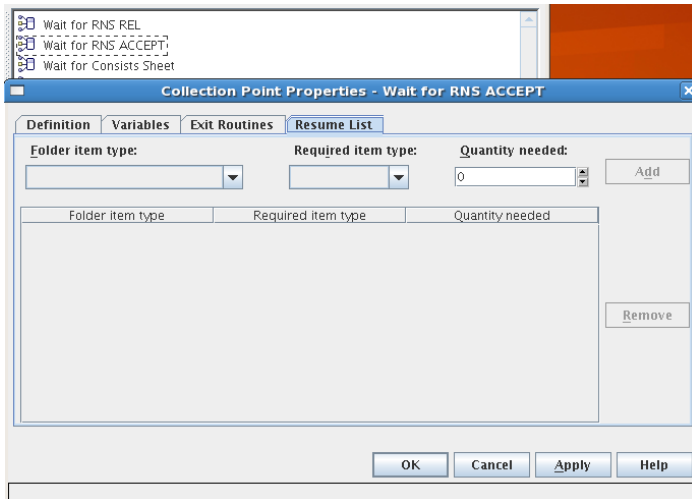 Wait for RNS REL
Wait for RNS ACCEPT
Wait for Consists Sheet
Collection Point Properties - Wait for RNS ACCEPT
Definition Variables Exit Routines Resume List
Folder item type: Required item type: Quantity needed:
0 Add
Folder item type Required item type Quantity needed
Remove
OK Cancel Apply Help